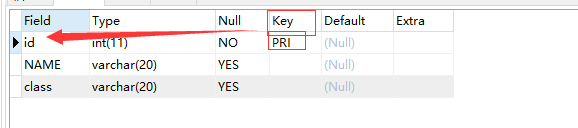 Field Type Null Key Default Extra
id int(11) NO PRI (Null)
NAME varchar(20) YES (Null)
class varchar(20) YES (Null)